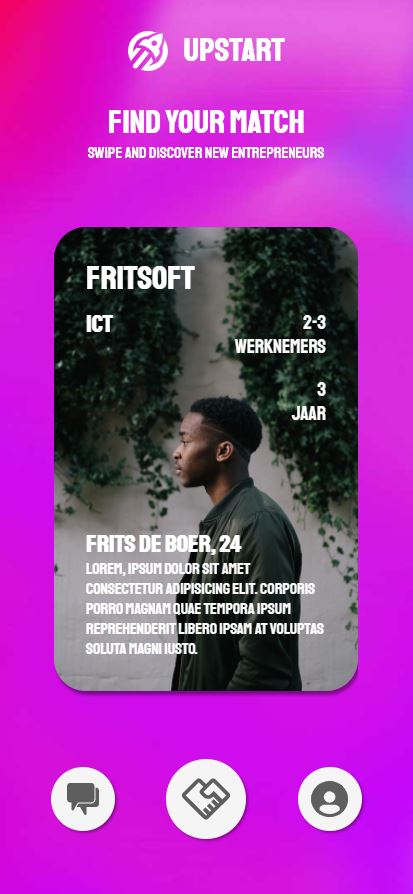 UPSTART
FIND YOUR MATCH
SWIPE AND DISCOVER NEW ENTREPRENEURS
FRITSOFT
ICT
2-3
WERKNEMERS
3
JAAR
FRITS DE BOER, 24
LOREM, IPSUM DOLOR SIT AMET
CONSECTETUR ADIPISICING ELIT. CORPORIS
PORRO MAGNAM QUAE TEMPORA IPSUM
REPREHENDERIT LIBERO IPSAM AT VOLUPTAS
SOLUTA MAGNI IUSTO.